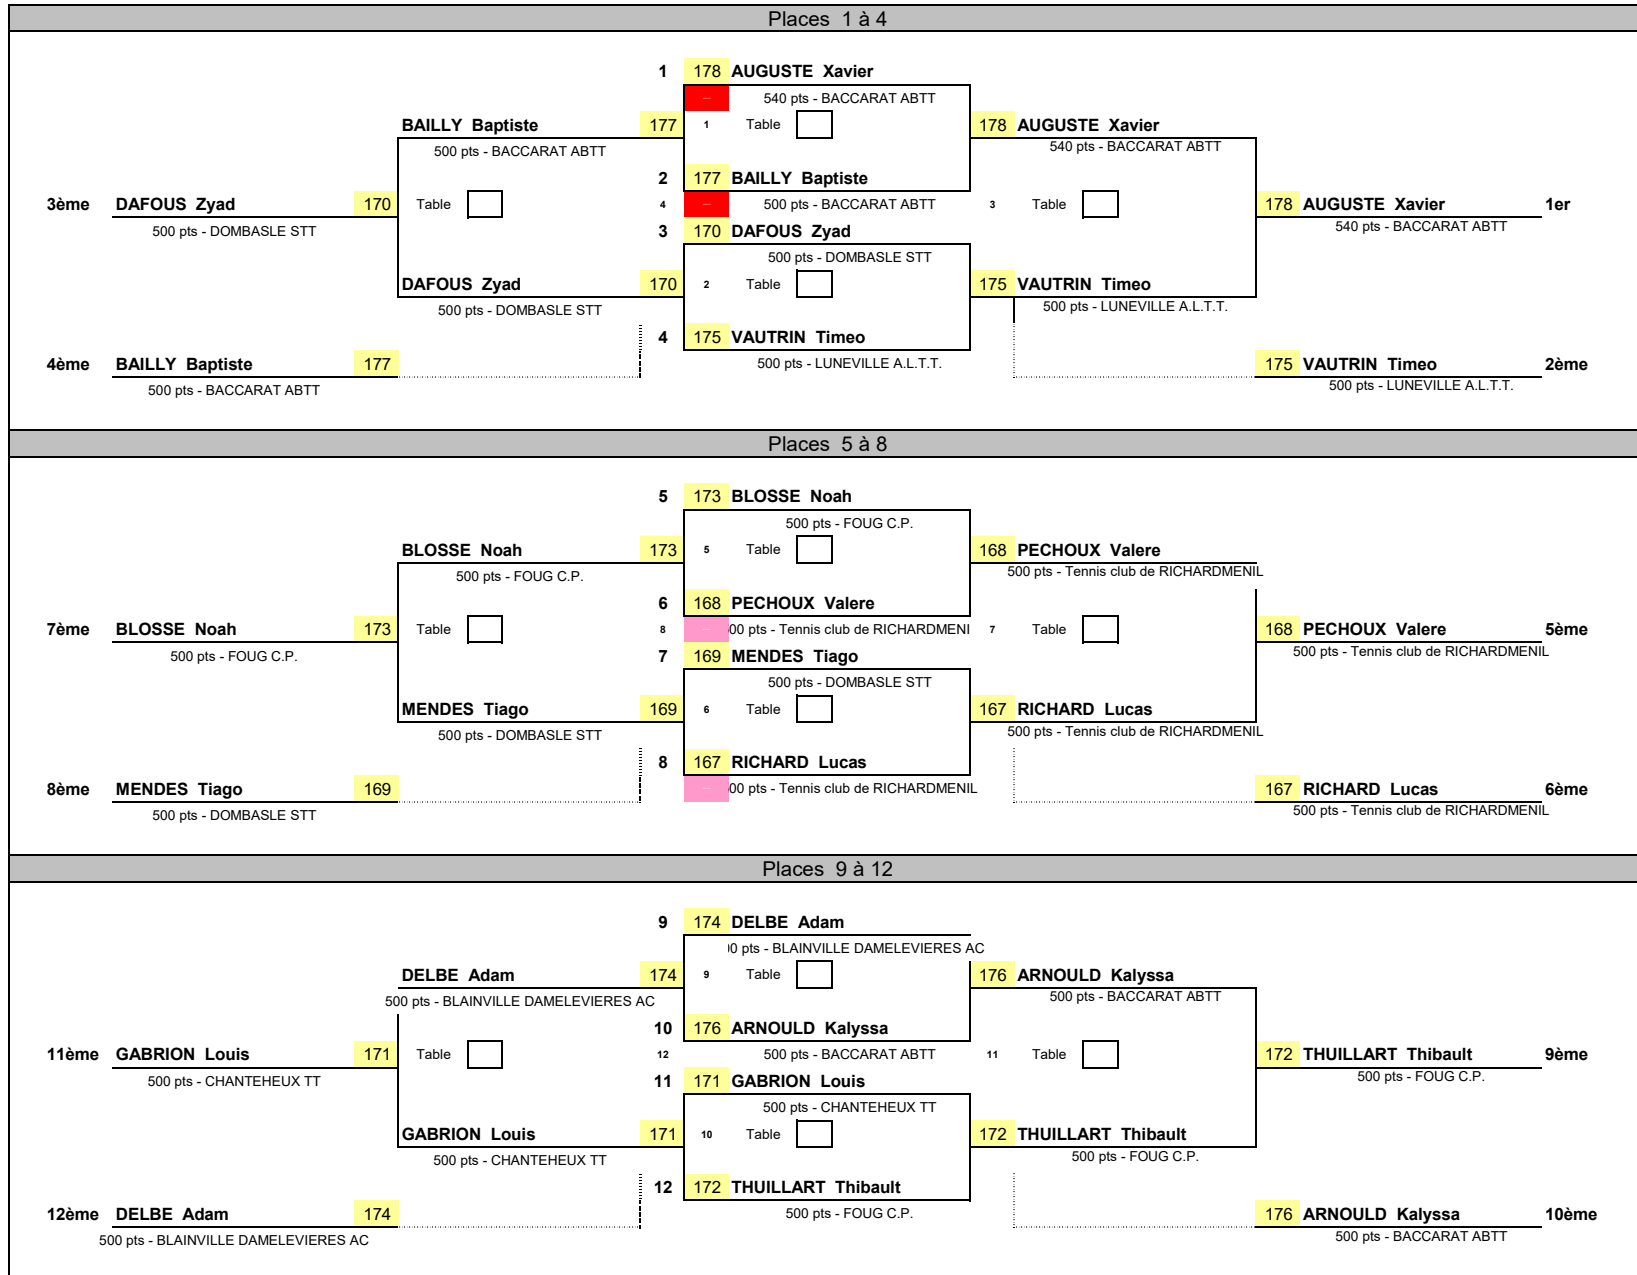 Places 1 à 4
1 178 AUGUSTE Xavier
540 pts - BACCARAT ABTT
BAILLY Baptiste 177 1 Table 178 AUGUSTE Xavier
500 pts - BACCARAT ABTT 540 pts - BACCARAT ABTT
2 177 BAILLY Baptiste
3ème DAFOUS Zyad 170 Table 4 500 pts - BACCARAT ABTT 3 Table 178 AUGUSTE Xavier 1er
500 pts - DOMBASLE STT 3 170 DAFOUS Zyad 540 pts - BACCARAT ABTT
500 pts - DOMBASLE STT
DAFOUS Zyad 170 2 Table 175 VAUTRIN Timeo
500 pts - DOMBASLE STT 500 pts - LUNEVILLE A.L.T.T.
4 175 VAUTRIN Timeo
4ème BAILLY Baptiste 177 500 pts - LUNEVILLE A.L.T.T. 175 VAUTRIN Timeo 2ème
500 pts - BACCARAT ABTT 500 pts - LUNEVILLE A.L.T.T.
Places 5 à 8
5 173 BLOSSE Noah
500 pts - FOUG C.P.
BLOSSE Noah 173 5 Table 168 PECHOUX Valere
500 pts - FOUG C.P. 500 pts - Tennis club de RICHARDMENIL
6 168 PECHOUX Valere
7ème BLOSSE Noah 173 Table 8 00 pts - Tennis club de RICHARDMENI 7 Table 168 PECHOUX Valere 5ème
500 pts - FOUG C.P. 7 169 MENDES Tiago 500 pts - Tennis club de RICHARDMENIL
500 pts - DOMBASLE STT
MENDES Tiago 169 6 Table 167 RICHARD Lucas
500 pts - DOMBASLE STT 500 pts - Tennis club de RICHARDMENIL
8 167 RICHARD Lucas
8ème MENDES Tiago 169 00 pts - Tennis club de RICHARDMENIL 167 RICHARD Lucas 6ème
500 pts - DOMBASLE STT 500 pts - Tennis club de RICHARDMENIL
Places 9 à 12
9 174 DELBE Adam
0 pts - BLAINVILLE DAMELEVIERES AC
DELBE Adam 174 9 Table 176 ARNOULD Kalyssa
500 pts - BLAINVILLE DAMELEVIERES AC 500 pts - BACCARAT ABTT
10 176 ARNOULD Kalyssa
11ème GABRION Louis 171 Table 12 500 pts - BACCARAT ABTT 11 Table 172 THUILLART Thibault 9ème
500 pts - CHANTEHEUX TT 11 171 GABRION Louis 500 pts - FOUG C.P.
500 pts - CHANTEHEUX TT
GABRION Louis 171 10 Table 172 THUILLART Thibault
500 pts - CHANTEHEUX TT 500 pts - FOUG C.P.
12 172 THUILLART Thibault
12ème DELBE Adam 174 500 pts - FOUG C.P. 176 ARNOULD Kalyssa 10ème
500 pts - BLAINVILLE DAMELEVIERES AC 500 pts - BACCARAT ABTT